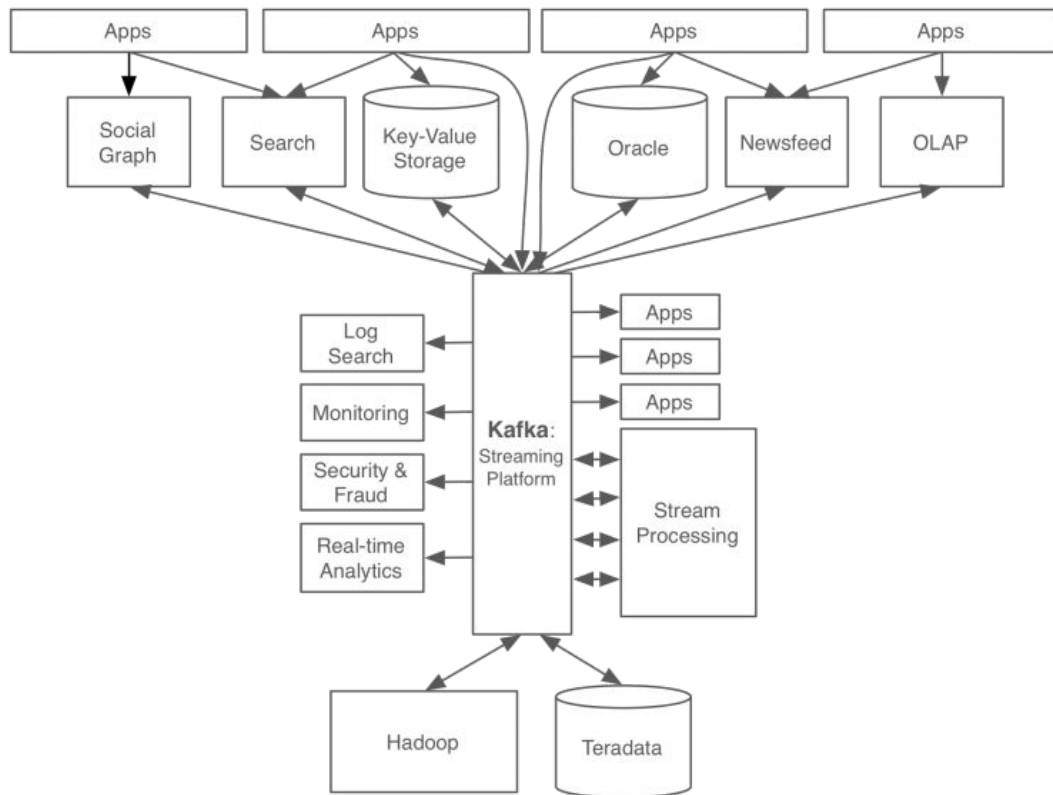 Apps
Apps
Apps
Apps
Social
Graph
Search
Key-Value
Storage
Oracle
Newsfeed
OLAP
Log
Search
Monitoring
Security &
Fraud
Real-time
Analytics
Kafka:
Streaming
Platform
Apps
Apps
Apps
Stream
Processing
Hadoop
Teradata